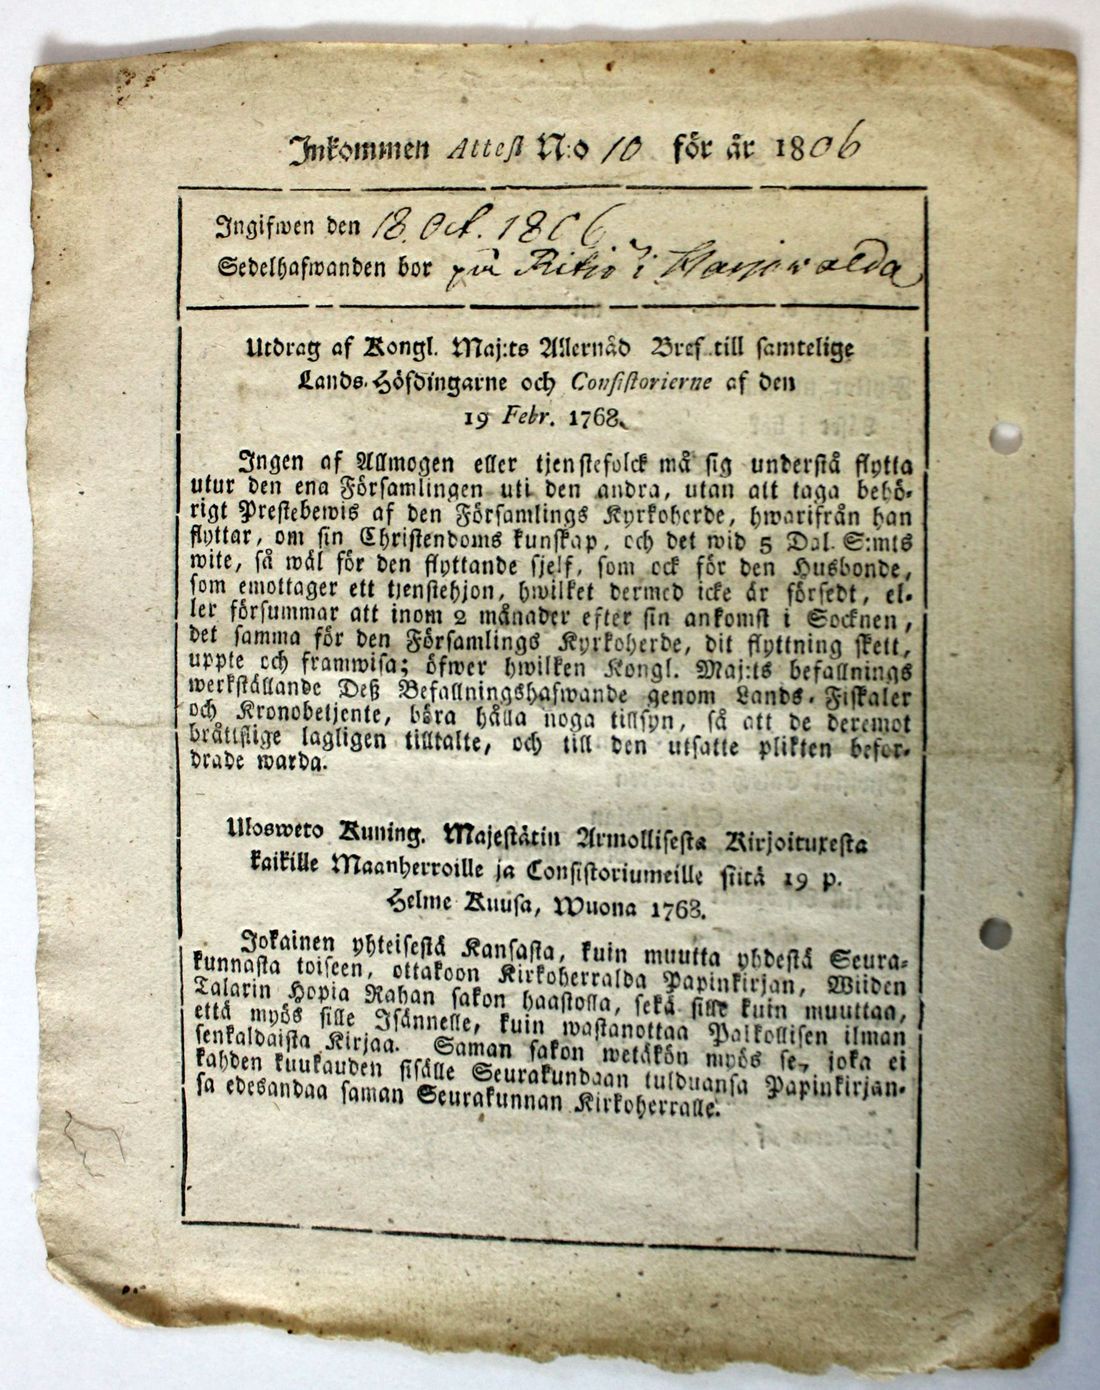 Inkommen Attest N:o 10 för år 1806
Ingifwen den 18. Oct. 1806
Sedelhafwanden bor på i
Utdrag af Kongl. Maj:ts Allernåd Bref till samtelige
Lands-Höfdingarne och Consistorierne af den
19 Febr. 1768.
Ingen af Allmogen eller tjenstefolck må sig understå flytta
utur den ena Församlingen uti den andra, utan att taga behö-
rigt Prestebewis af den Församlings Kyrkoherde, hwarifrån han
flyttar, om sin Christendoms kunskap, och det wid 5 Dal. S:mts
wite, så wäl för den flyttande sjelf, som ock för den Husbonde,
som emottager ett tjenstehjon, hwilket dermed icke är försedt, el-
ler försummar att inom 2 månader efter sin ankomst i Socknen,
det samma för den Församlings Kyrkoherde, dit flyttning skett,
uppte och framwisa; öfwer hwilken Kongl. Maj:ts befallnings
werkställande Deß Befallningshafwande genom Lands-Fiskaler
och Kronobetjente, böra hålla noga tillsyn, så att de deremot
bråttslige lagligen tilltalte, och till den utsatte plikten befor-
drade warda.
Ulosweto Kuning. Majestätin Armollisesta Kirjoituxesta
kaikille Maanherroille ja Consistoriumeille siitä 19 p.
Helme Kuusa, Wuona 1768.
Jokainen yhteisestä Kansasta, kuin muutta yhdestä Seura-
kunnasta toiseen, ottakoon Kirkoherralda Papinkirjan, Wiiden
Talarin Hopia Rahan sakon haastolla, sekä sille kuin muuttaa,
että myös sille Isännelle, kuin wastanottaa Palkollisen ilman
senkaldaista Kirjaa. Saman sakon wetäkön myös se, joka ei
kahden kuukauden sisälle Seurakundaan tulduansa Papinkirjan-
sa edesandaa saman Seurakunnan Kirkoherralle.